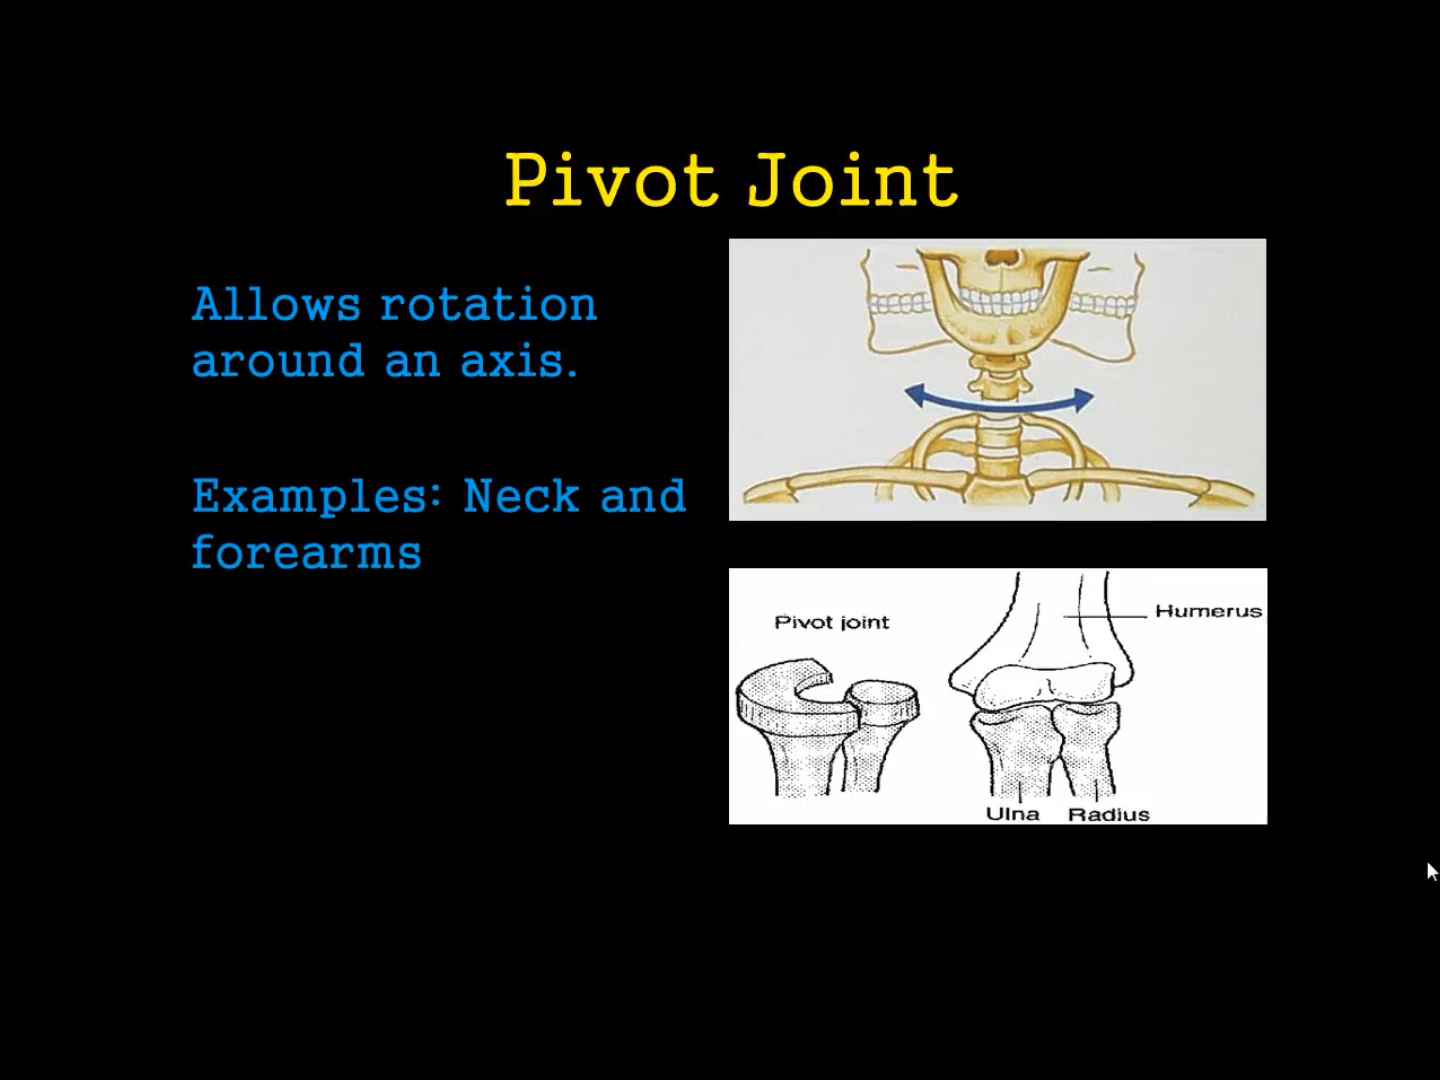 Pivot Joint
Allows rotation
around an axis.
Examples: Neck and
forearms
Pivot joint
Humerus
Ulna
Radius